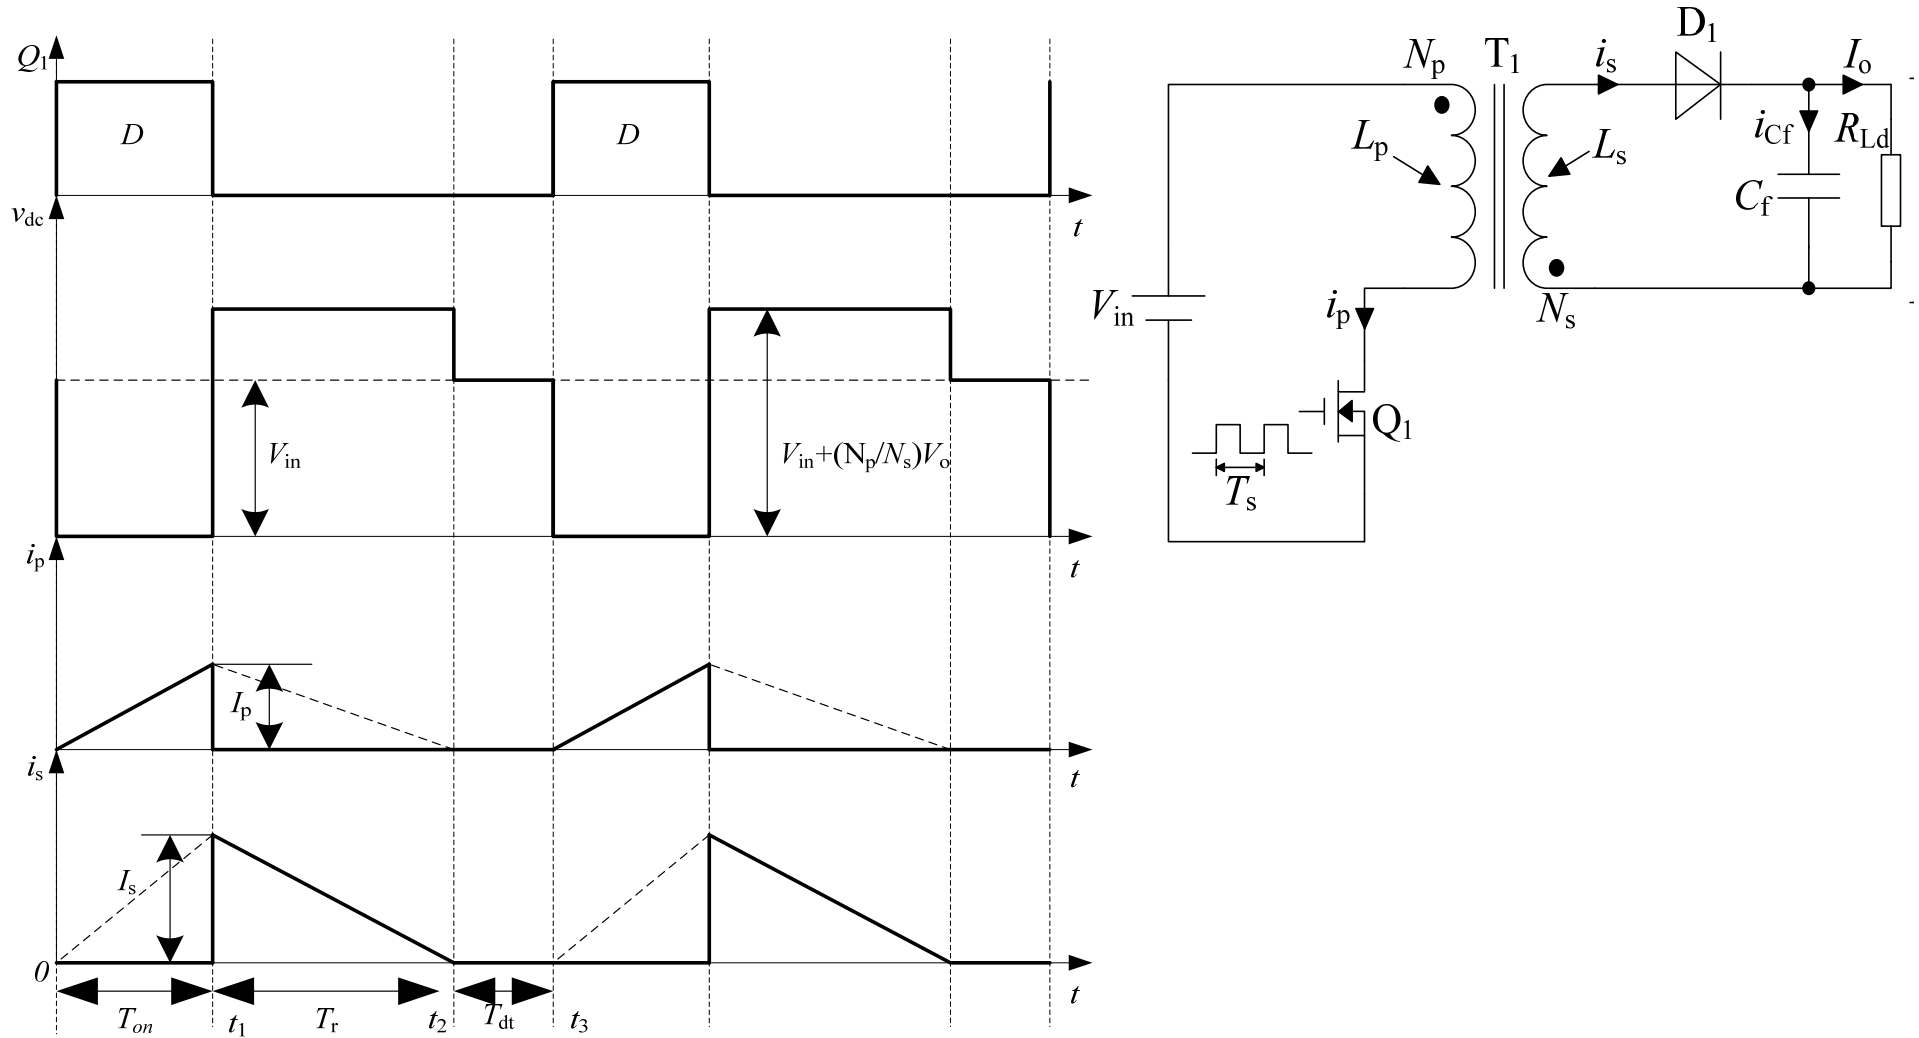 Q1
D
D
vdc
t
Vin
Vin+(Np/Ns)Vo
ip
t
Ip
is
t
Is
0
t
Ton
t1
Tr
t2
Tdt
t3
Np
T1
is
D1
Io
Lp
Ls
iCf
RLd
Cf
Vin
ip
Ns
Q1
Ts